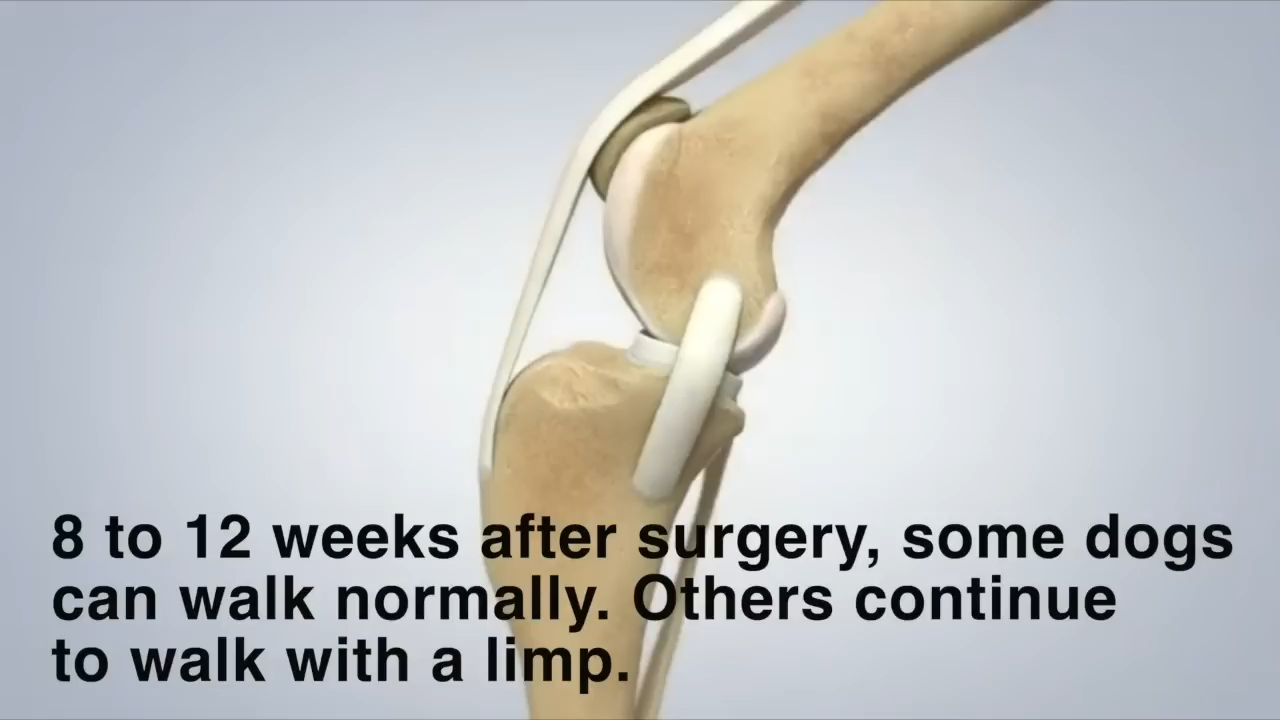 8 to 12 weeks after surgery, some dogs
can walk normally. Others continue
to walk with a limp.